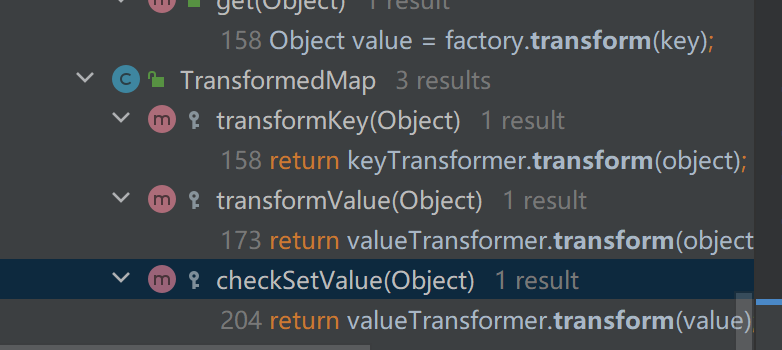 get(Object) 1 result
158 Object value = factory.transform(key);
TransformedMap 3 results
transformKey(Object) 1 result
158 return keyTransformer.transform(object);
transformValue(Object) 1 result
173 return valueTransformer.transform(object
checkSetValue(Object) 1 result
204 return valueTransformer.transform(value)